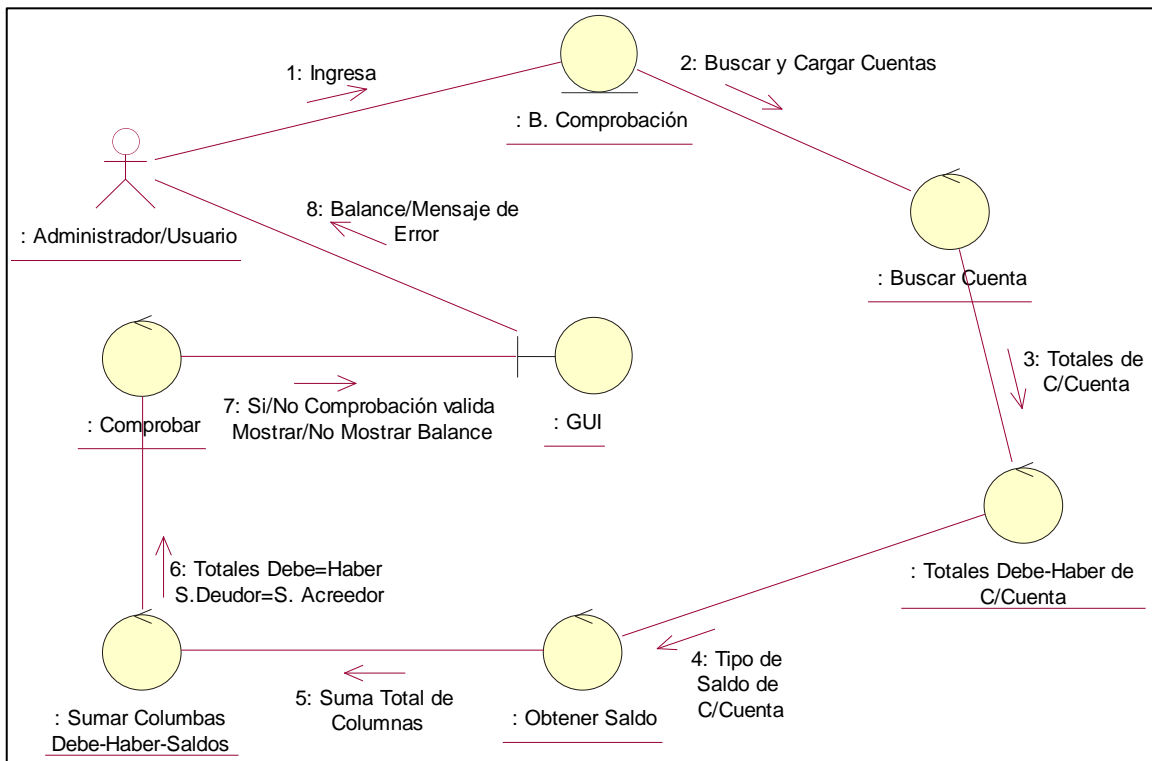 1: Ingresa
2: Buscar y Cargar Cuentas
: B. Comprobación
: Administrador/Usuario
8: Balance/Mensaje de
Error
: Buscar Cuenta
3: Totales de
C/Cuenta
: Comprobar
7: Si/No Comprobación valida
Mostrar/No Mostrar Balance
: GUI
6: Totales Debe=Haber
S.Deudor=S. Acreedor
: Totales Debe-Haber de
C/Cuenta
4: Tipo de
Saldo de
C/Cuenta
5: Suma Total de
Columnas
: Obtener Saldo
: Sumar Columbas
Debe-Haber-Saldos